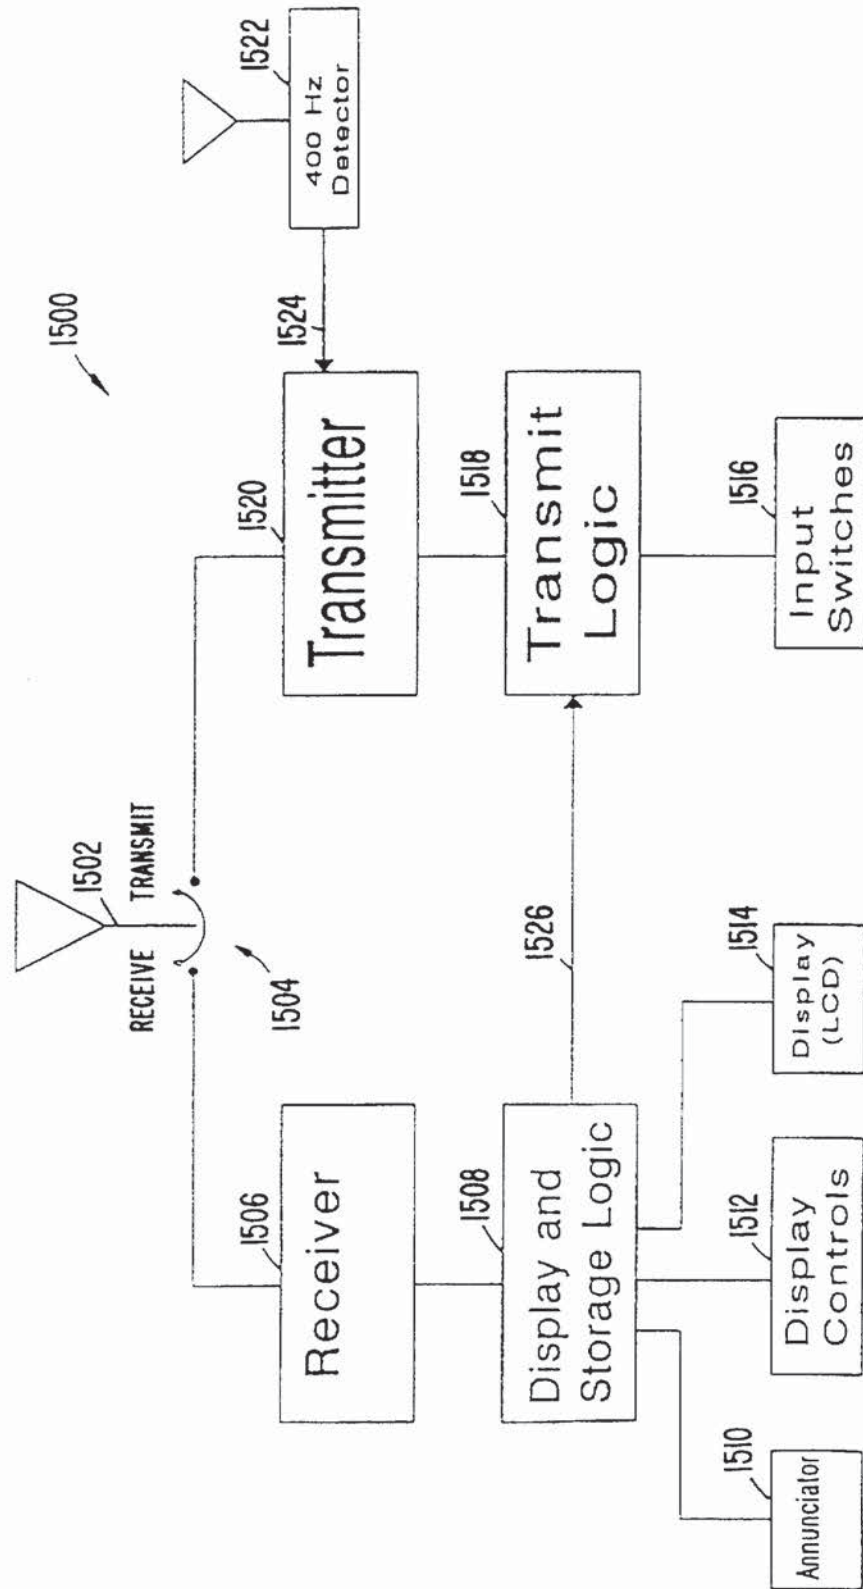 1500
1502
RECEIVE TRANSMIT
1504
1506
Receiver
1520
Transmitter
1524
1522
400 Hz
Detector
1508
Display and
Storage Logic
1526
1518
Transmit
Logic
1510
Annunciator
1512
Display
Controls
1514
Display
(LCD)
1516
Input
Switches